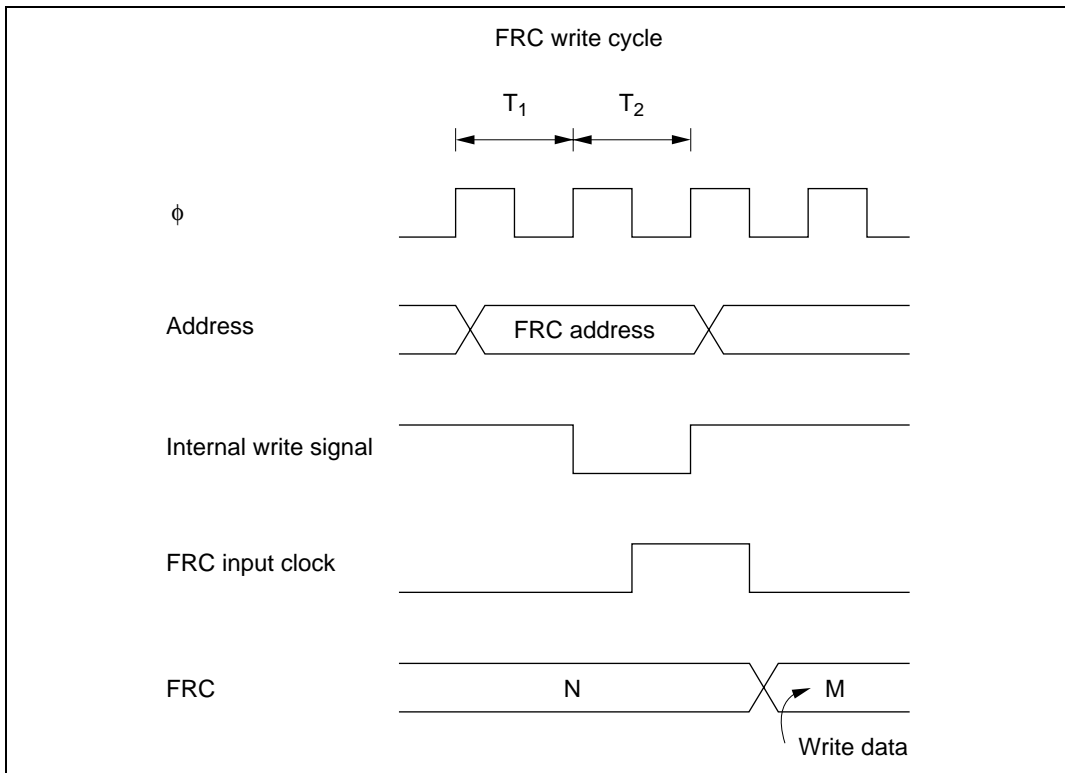 FRC write cycle
T1 T2
ϕ
Address FRC address
Internal write signal
FRC input clock
FRC N M
Write data